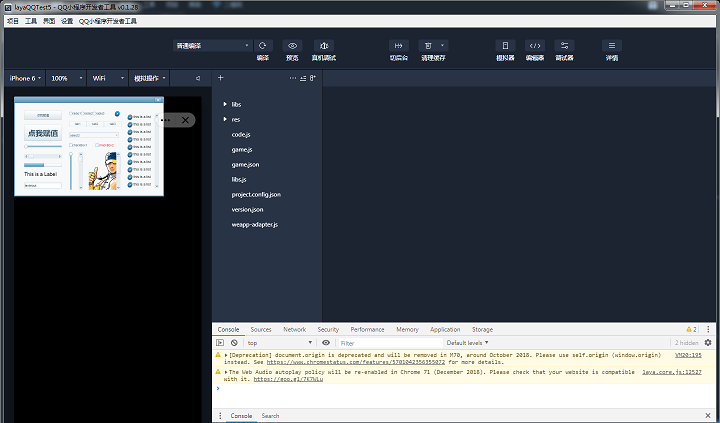 layaQQTest5 - QQ小程序开发者工具 v0.1.28
项目 工具 界面 设置 QQ小程序开发者工具
普通编译
编译 预览 真机调试 切后台 清理缓存 模拟器 编辑器 调试器 详情
iPhone 6 100% WiFi 模拟操作
点我赋值
This is a Label
libs
res
code.js
game.js
game.json
libs.js
project.config.json
version.json
weapp-adapter.js
Console Sources Network Security Performance Memory Application Storage 2
top Filter Default levels 2 hidden
[Deprecation] document.origin is deprecated and will be removed in M70, around October 2018. Please use self.origin (window.origin) VM20:195
instead. See https://www.chromestatus.com/features/5701042356355072 for more details.
The Web Audio autoplay policy will be re-enabled in Chrome 71 (December 2018). Please check that your website is compatible laya.core.js:12527
with it. https://goo.gl/7K7WLu
Console Search